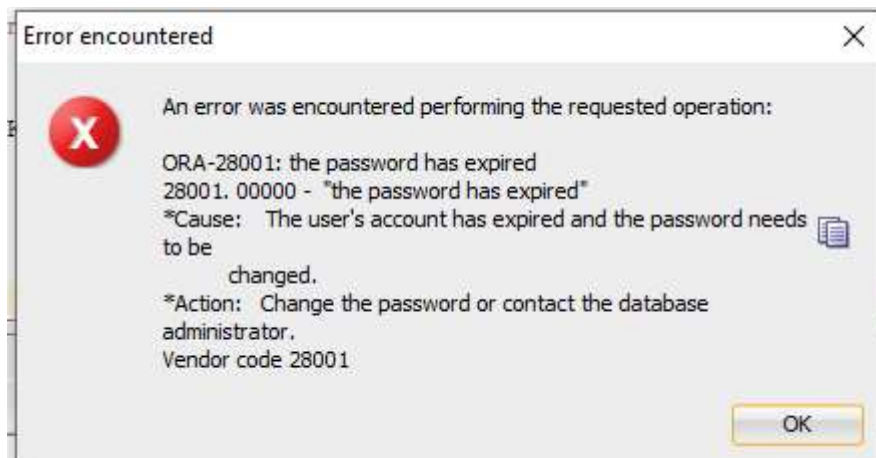 Error encountered
An error was encountered performing the requested operation:
ORA-28001: the password has expired
28001. 00000 - "the password has expired"
*Cause: The user's account has expired and the password needs
to be
changed.
*Action: Change the password or contact the database
administrator.
Vendor code 28001
OK